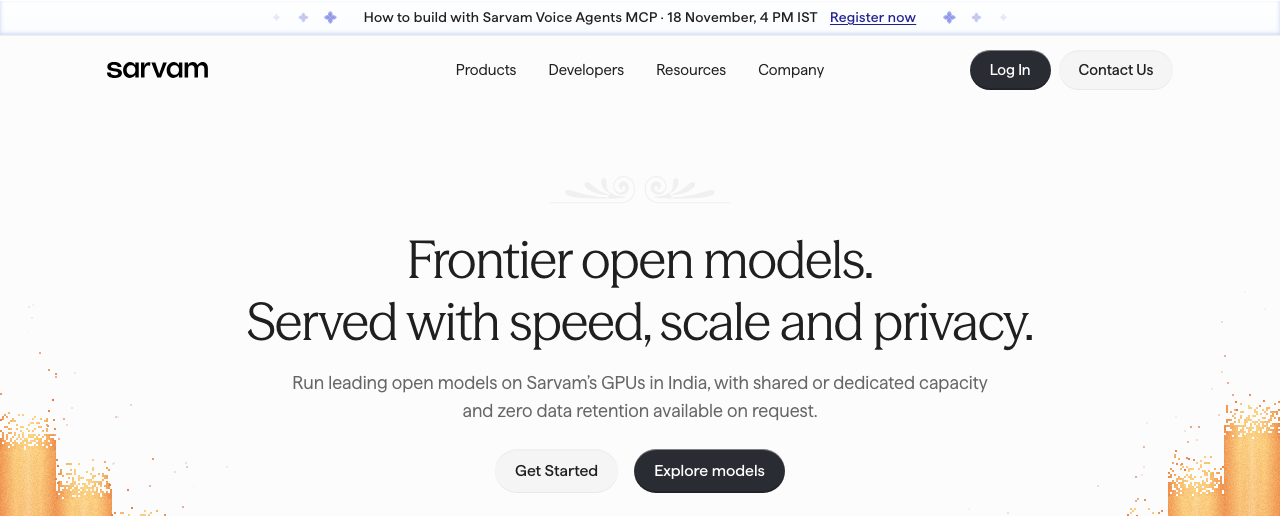 How to build with Sarvam Voice Agents MCP · 18 November, 4 PM IST Register now
sarvam Products Developers Resources Company Log In Contact Us
Frontier open models.
Served with speed, scale and privacy.
Run leading open models on Sarvam's GPUs in India, with shared or dedicated capacity
and zero data retention available on request.
Get Started Explore models